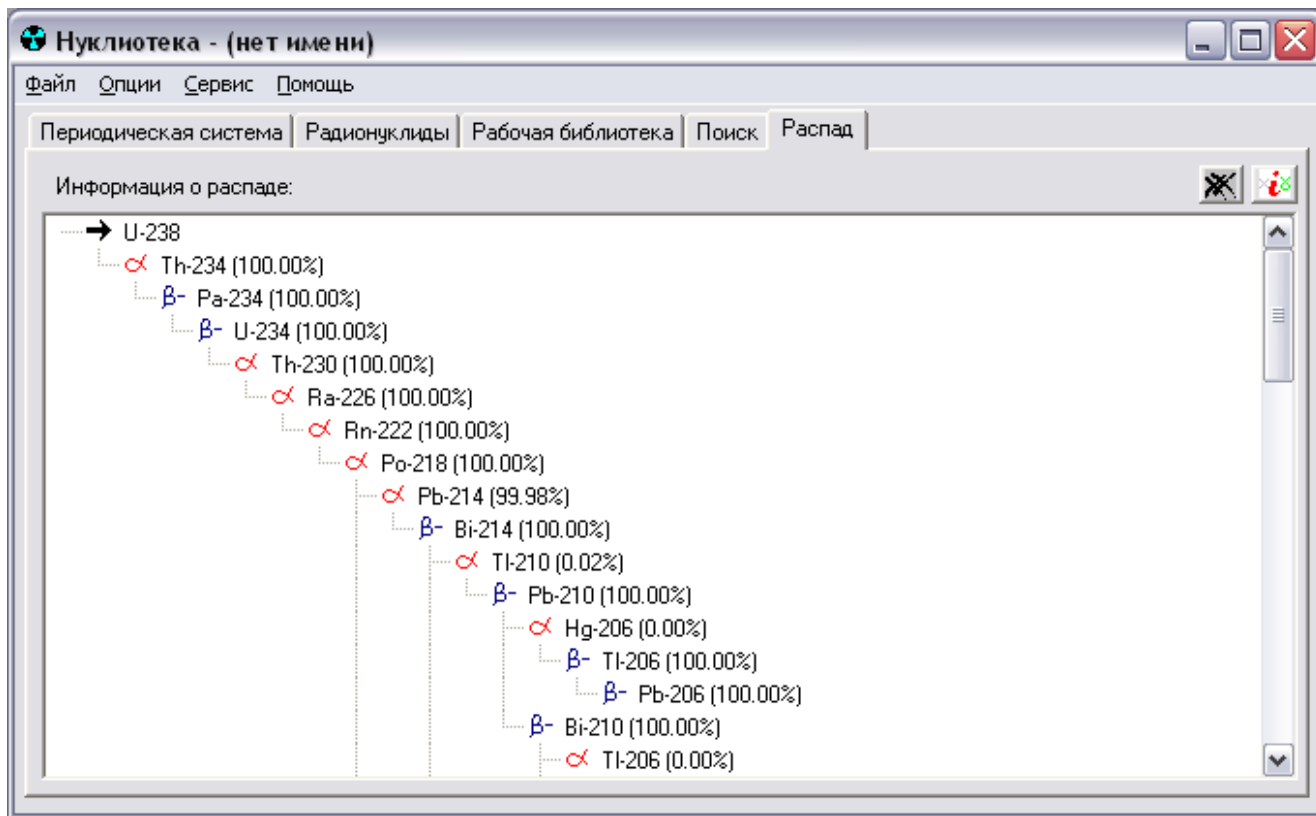 Нуклиотека - (нет имени)
Файл Опции Сервис Помощь
Периодическая система Радионуклиды Рабочая библиотека Поиск Распад
Информация о распаде:
U-238
α Th-234 (100.00%)
β- Pa-234 (100.00%)
β- U-234 (100.00%)
α Th-230 (100.00%)
α Ra-226 (100.00%)
α Rn-222 (100.00%)
α Po-218 (100.00%)
α Pb-214 (99.98%)
β- Bi-214 (100.00%)
α Tl-210 (0.02%)
β- Pb-210 (100.00%)
α Hg-206 (0.00%)
β- Tl-206 (100.00%)
β- Pb-206 (100.00%)
β- Bi-210 (100.00%)
α Tl-206 (0.00%)